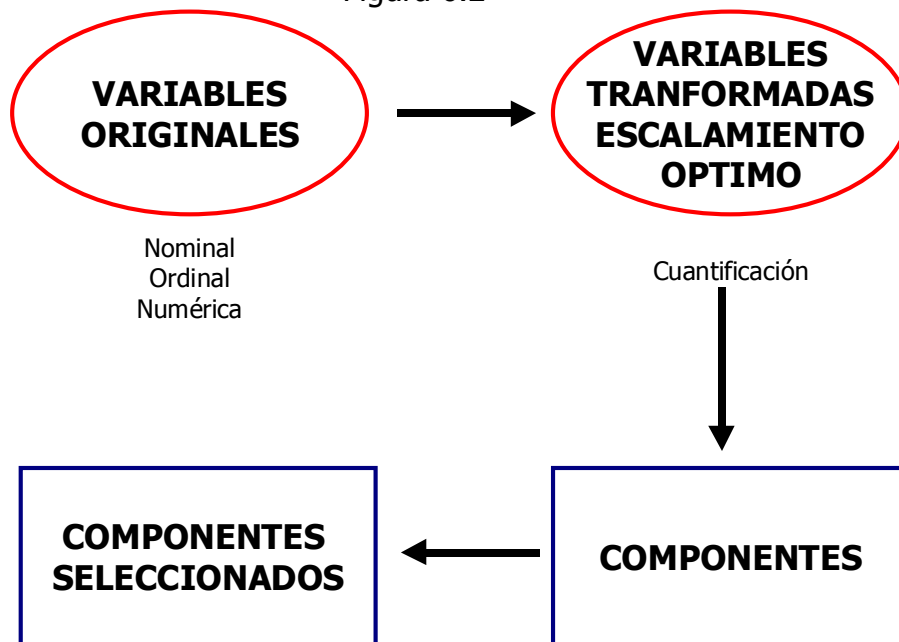 VARIABLES
ORIGINALES
VARIABLES
TRANFORMADAS
ESCALAMIENTO
OPTIMO
Nominal
Ordinal
Numérica
Cuantificación
COMPONENTES
COMPONENTES
SELECCIONADOS